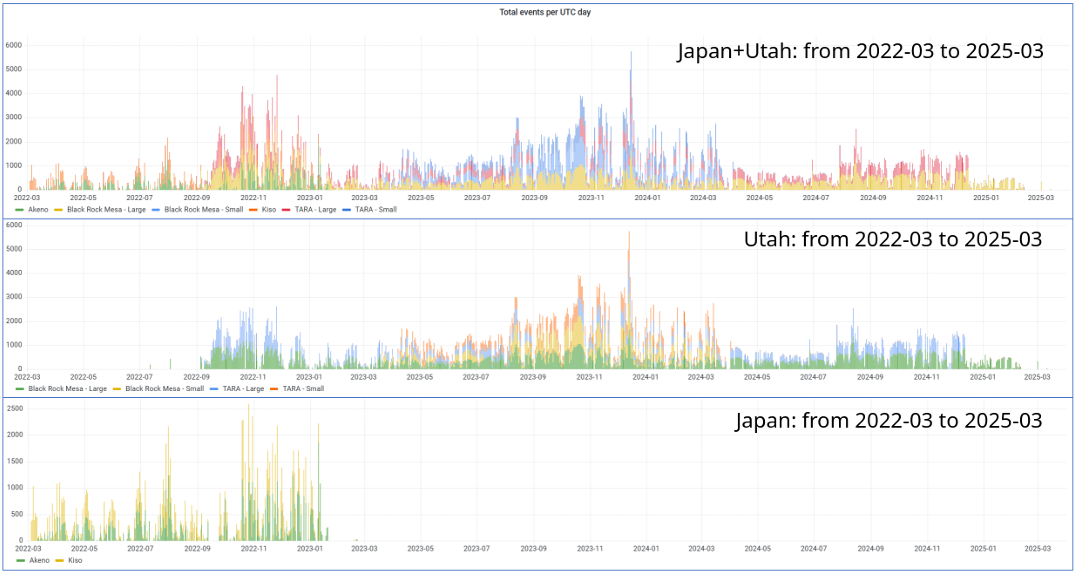 Total events per UTC day
Japan+Utah: from 2022-03 to 2025-03
6000
5000
4000
3000
2000
1000
0
2022-03 2022-05 2022-07 2022-09 2022-11 2023-01 2023-03 2023-05 2023-07 2023-09 2023-11 2024-01 2024-03 2024-05 2024-07 2024-09 2024-11 2025-01 2025-03
Akeno Black Rock Mesa - Large Black Rock Mesa - Small Kiso TARA - Large TARA - Small
Utah: from 2022-03 to 2025-03
6000
5000
4000
3000
2000
1000
0
2022-03 2022-05 2022-07 2022-09 2022-11 2023-01 2023-03 2023-05 2023-07 2023-09 2023-11 2024-01 2024-03 2024-05 2024-07 2024-09 2024-11 2025-01 2025-03
Black Rock Mesa - Large Black Rock Mesa - Small TARA - Large TARA - Small
Japan: from 2022-03 to 2025-03
2500
2000
1500
1000
500
0
2022-03 2022-05 2022-07 2022-09 2022-11 2023-01 2023-03 2023-05 2023-07 2023-09 2023-11 2024-01 2024-03 2024-05 2024-07 2024-09 2024-11 2025-01 2025-03
Akeno Kiso